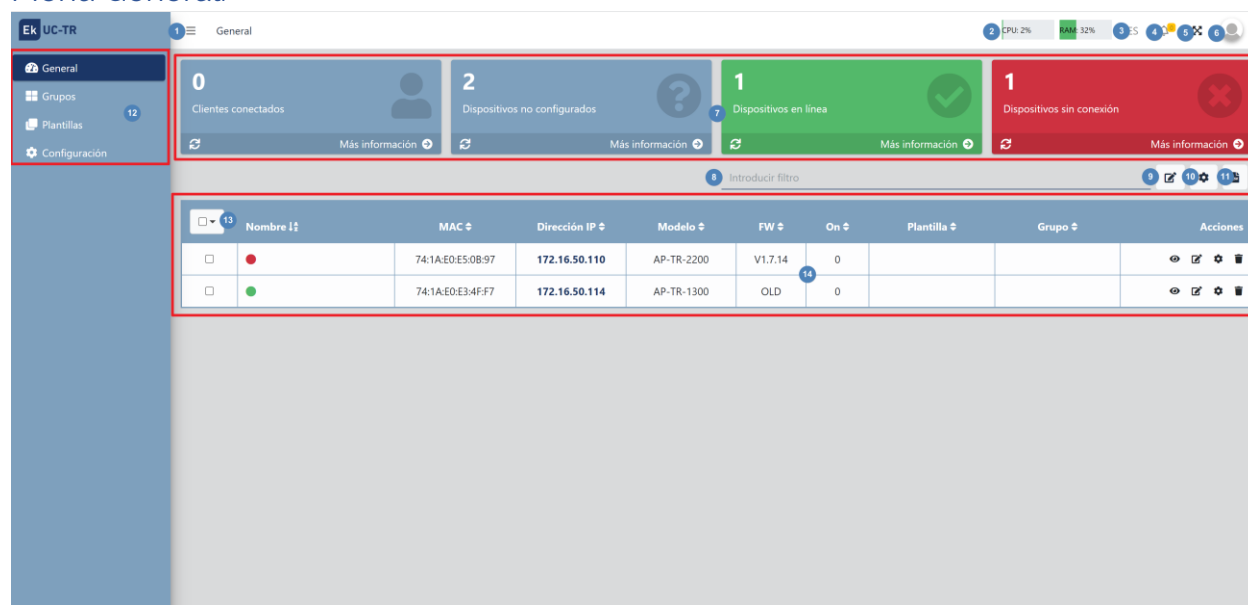 Menú General
Ek UC-TR
1 General 2 CPU: 2% RAM: 32% 3 ES 4 5 6
General
Grupos
12
Plantillas
Configuración
0
Clientes conectados
Más información
2
Dispositivos no configurados
Más información
7
1
Dispositivos en línea
Más información
1
Dispositivos sin conexión
Más información
8 Introducir filtro 9 10 11
13 Nombre MAC Dirección IP Modelo FW On Plantilla Grupo Acciones
74:1A:E0:E5:0B:97 172.16.50.110 AP-TR-2200 V1.7.14 0
14
74:1A:E0:E3:4F:F7 172.16.50.114 AP-TR-1300 OLD 0